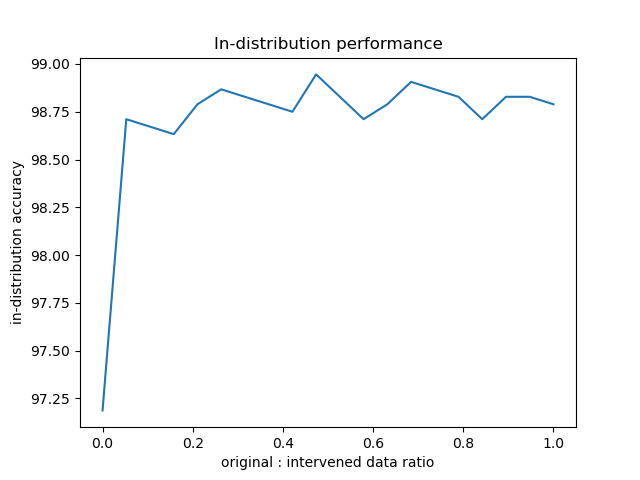 In-distribution performance
99.00
98.75
98.50
98.25
98.00
97.75
97.50
97.25
in-distribution accuracy
0.0 0.2 0.4 0.6 0.8 1.0
original : intervened data ratio